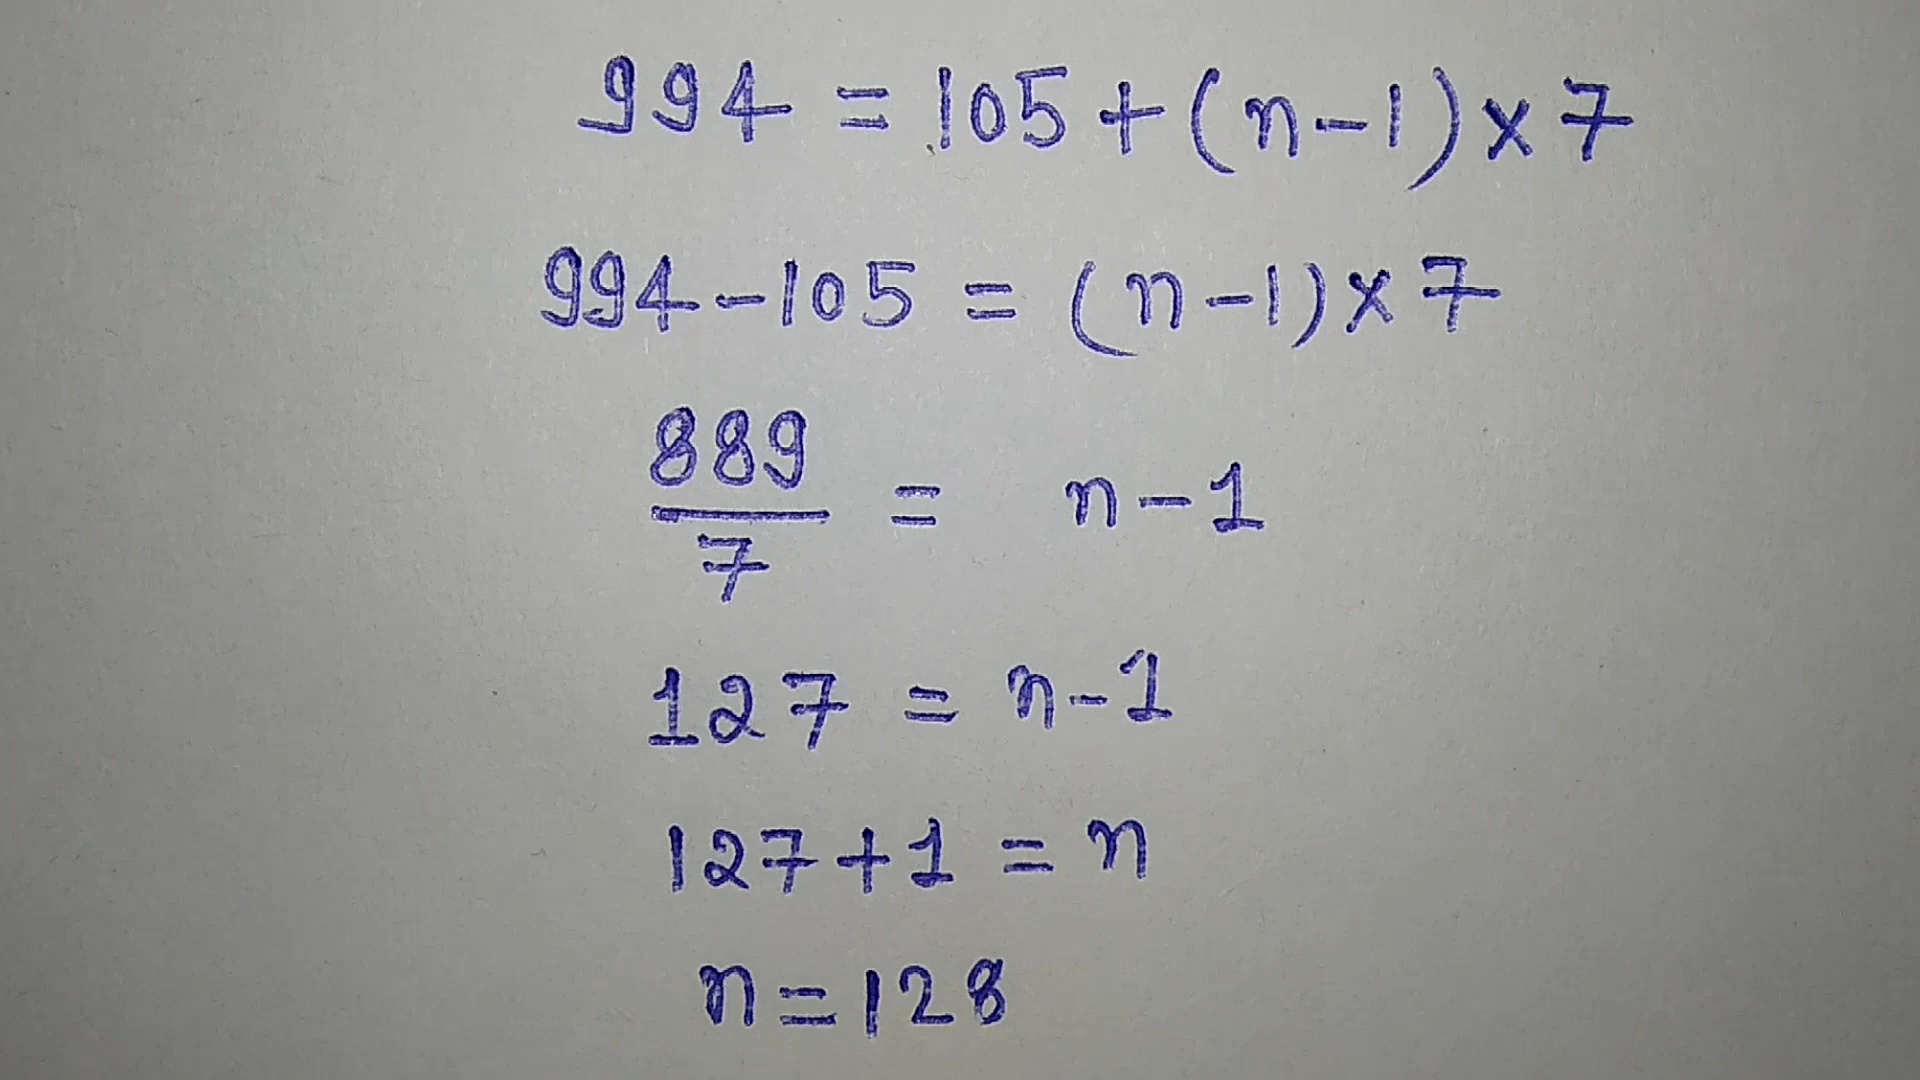 994 = 105 + (n-1) × 7
994 - 105 = (n-1) × 7
889/7 = n-1
127 = n-1
127+1 = n
n = 128